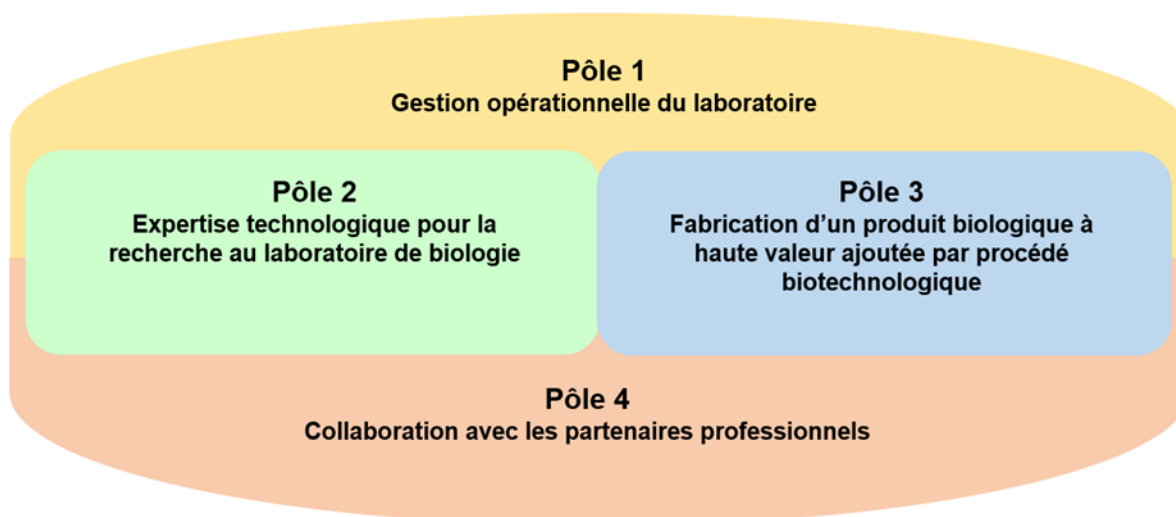 Pôle 1
Gestion opérationnelle du laboratoire
Pôle 2
Expertise technologique pour la
recherche au laboratoire de biologie
Pôle 3
Fabrication d’un produit biologique à
haute valeur ajoutée par procédé
biotechnologique
Pôle 4
Collaboration avec les partenaires professionnels